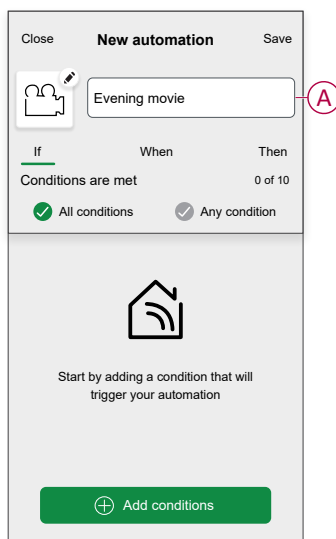 Close New automation Save
Evening movie
A
If When Then
Conditions are met 0 of 10
All conditions Any condition
Start by adding a condition that will
trigger your automation
Add conditions